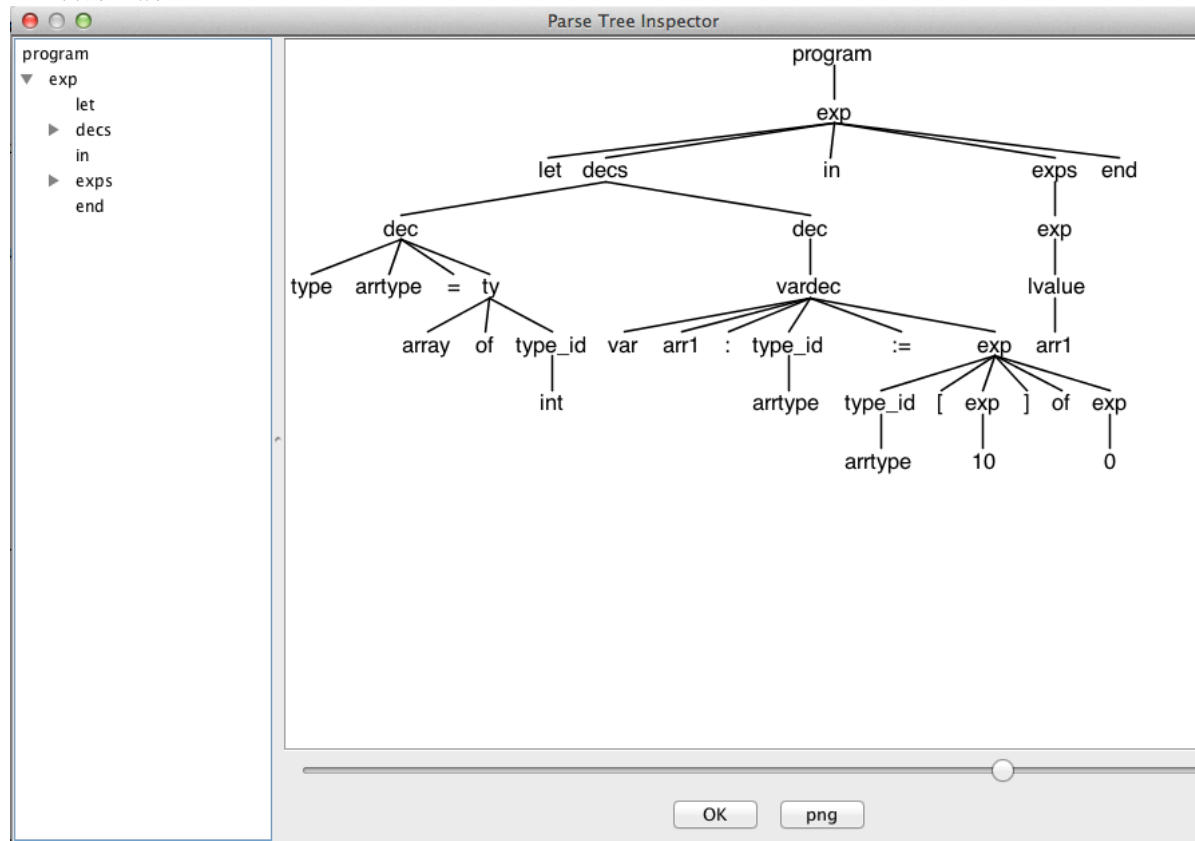 Parse Tree Inspector
program
exp
let
decs
in
exps
end
program
exp
let decs in exps end
dec dec exp
type arrtype = ty vardec lvalue
array of type_id var arr1 : type_id := exp arr1
int arrtype type_id [ exp ] of exp
arrtype 10 0
OK png